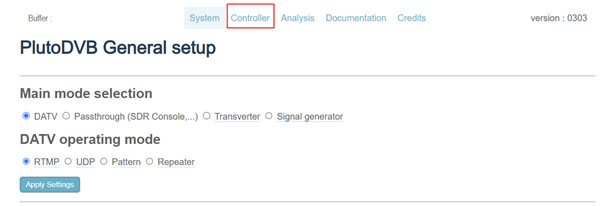 Buffer : System Controller Analysis Documentation Credits version : 0303
PlutoDVB General setup
Main mode selection
DATV Passthrough (SDR Console,...) Transverter Signal generator
DATV operating mode
RTMP UDP Pattern Repeater
Apply Settings